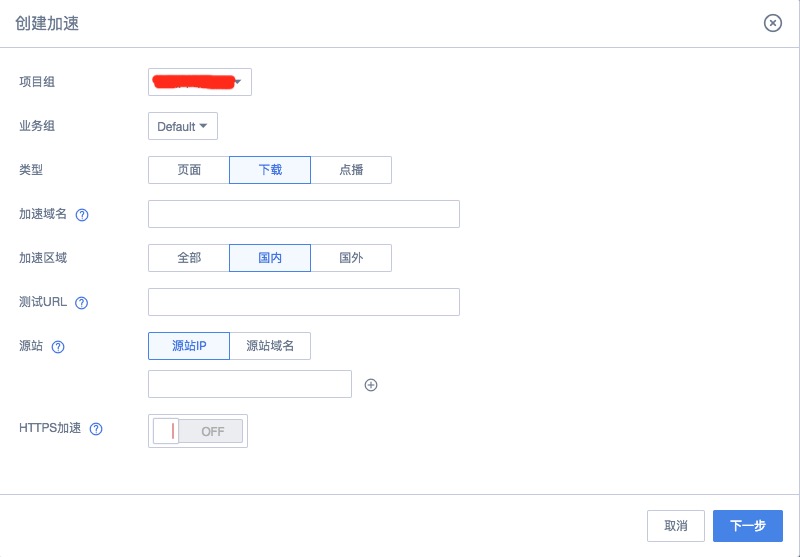 创建加速
项目组
业务组 Default
类型 页面 下载 点播
加速域名
加速区域 全部 国内 国外
测试URL
源站 源站IP 源站域名
HTTPS加速 OFF
取消 下一步